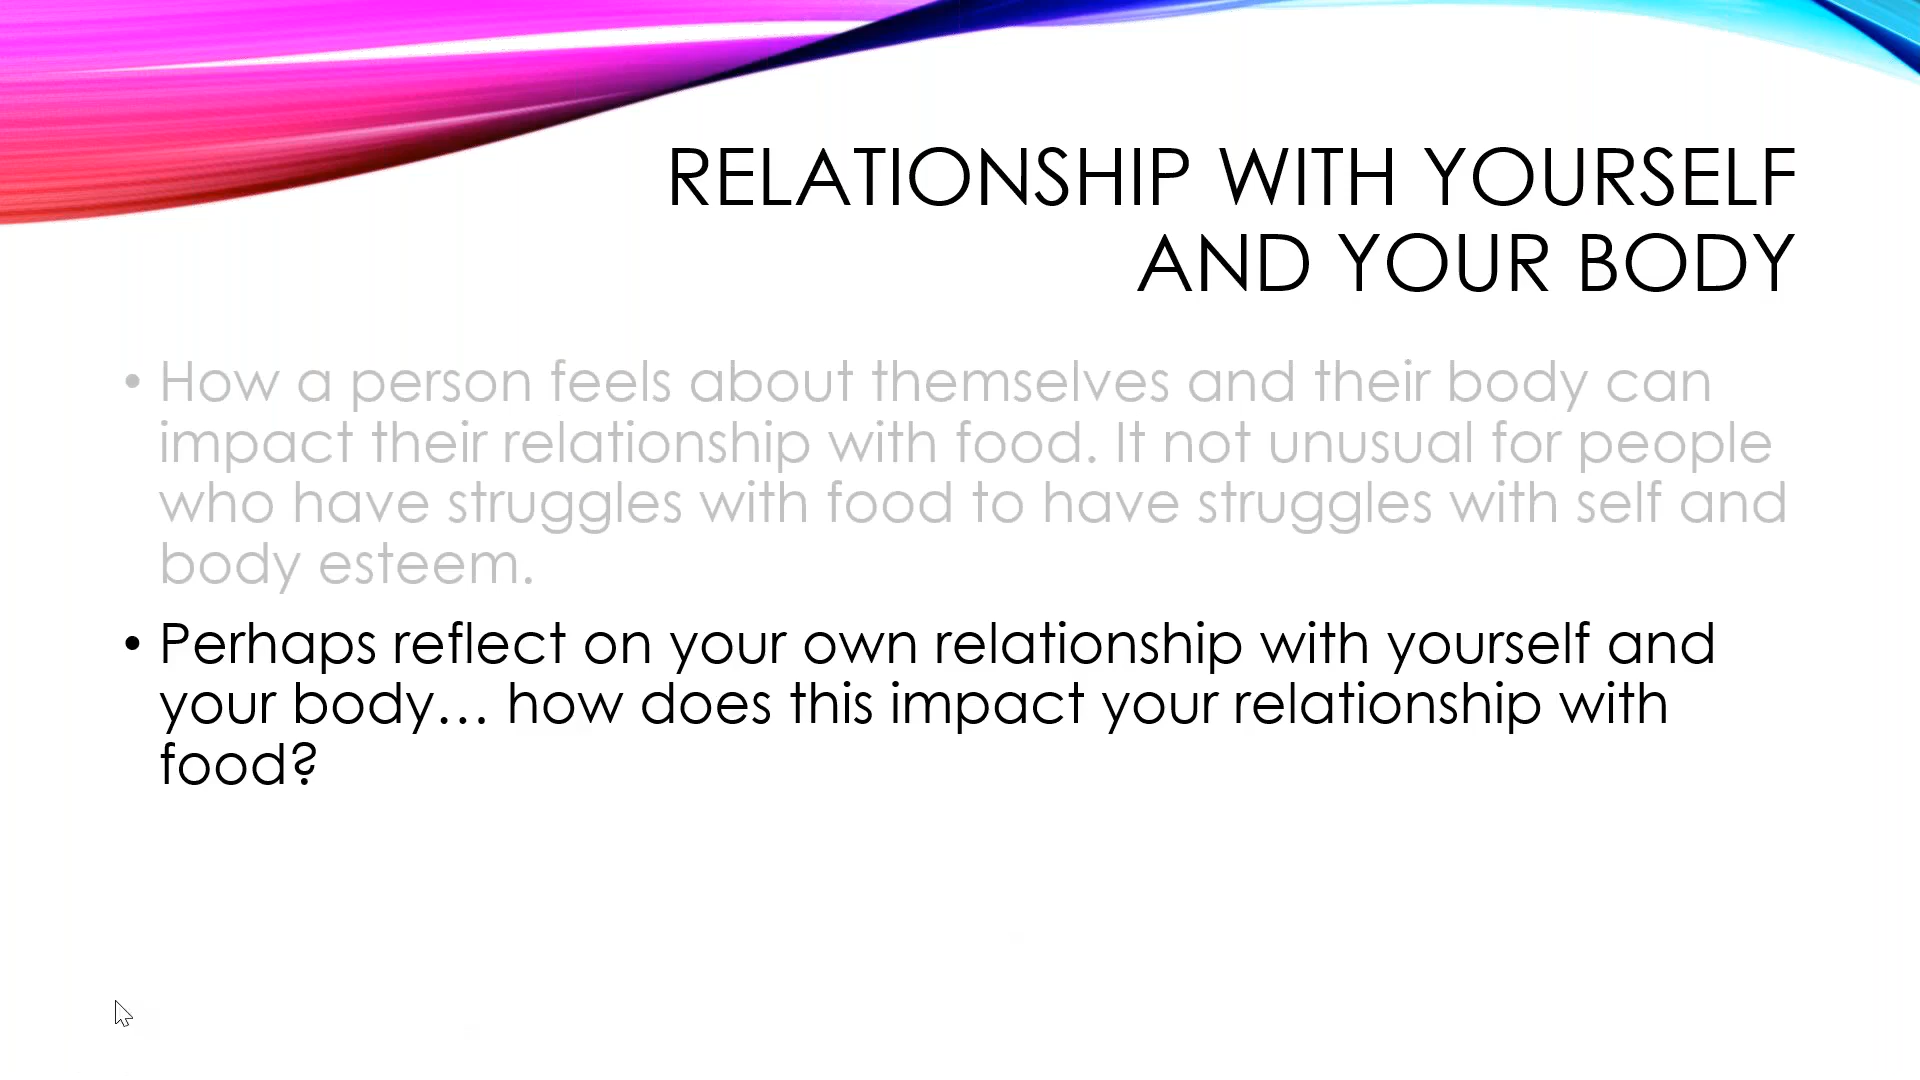 RELATIONSHIP WITH YOURSELF
AND YOUR BODY
• How a person feels about themselves and their body can
impact their relationship with food. It not unusual for people
who have struggles with food to have struggles with self and
body esteem.
• Perhaps reflect on your own relationship with yourself and
your body… how does this impact your relationship with
food?